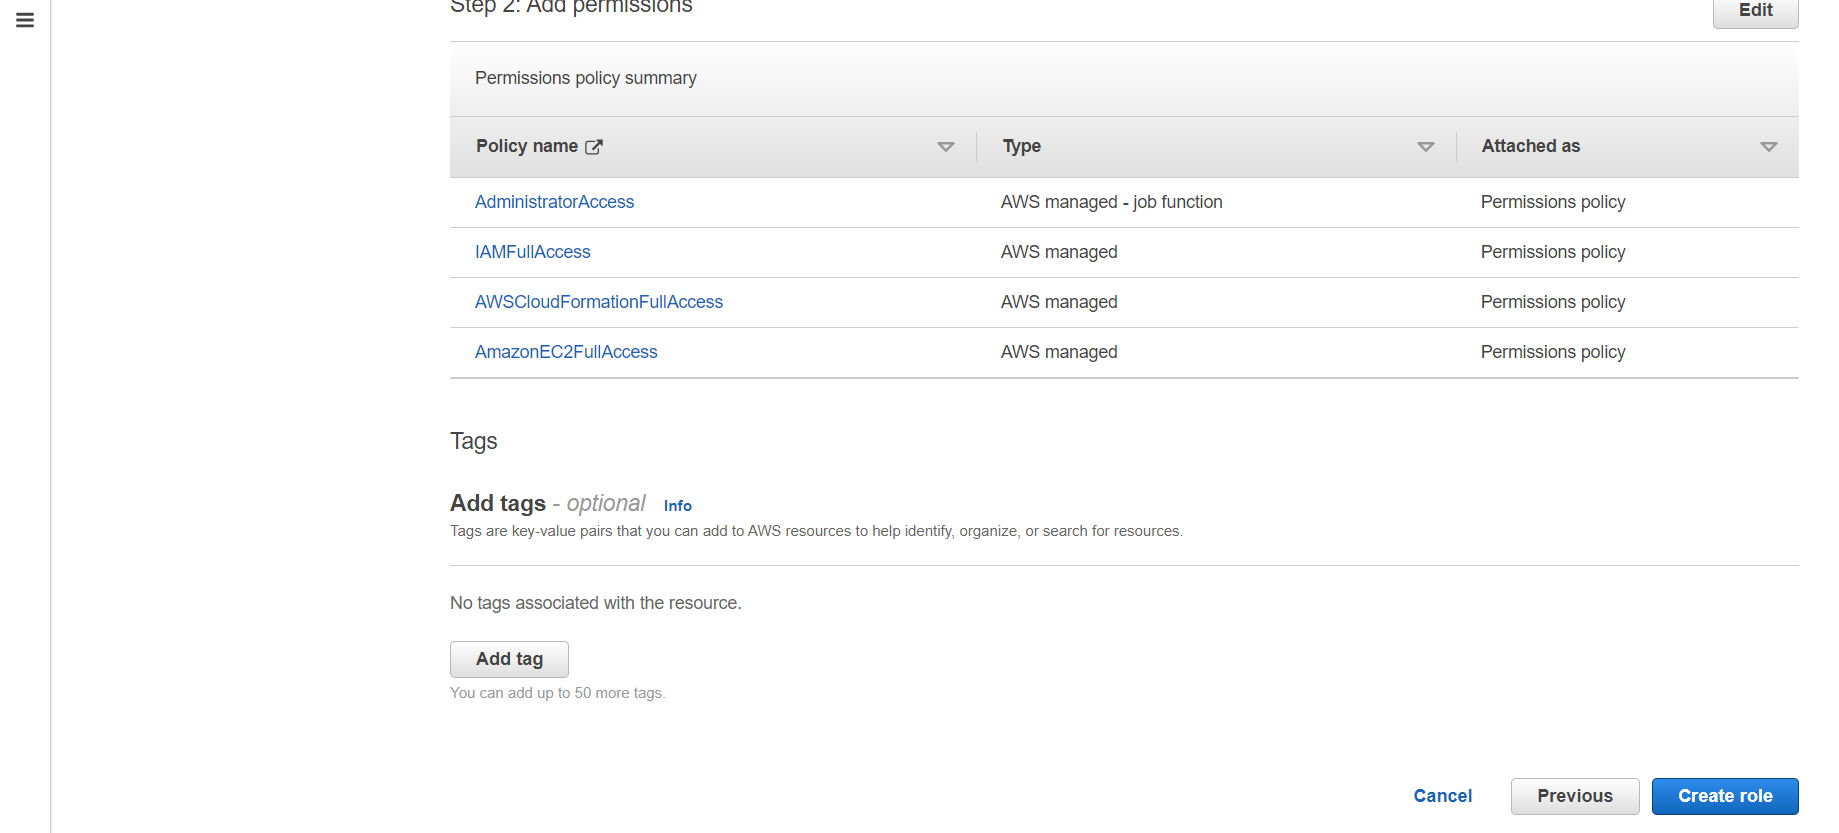 Step 2: Add permissions
Edit
Permissions policy summary
Policy name Type Attached as
AdministratorAccess AWS managed - job function Permissions policy
IAMFullAccess AWS managed Permissions policy
AWSCloudFormationFullAccess AWS managed Permissions policy
AmazonEC2FullAccess AWS managed Permissions policy
Tags
Add tags - optional Info
Tags are key-value pairs that you can add to AWS resources to help identify, organize, or search for resources.
No tags associated with the resource.
Add tag
You can add up to 50 more tags.
Cancel Previous Create role